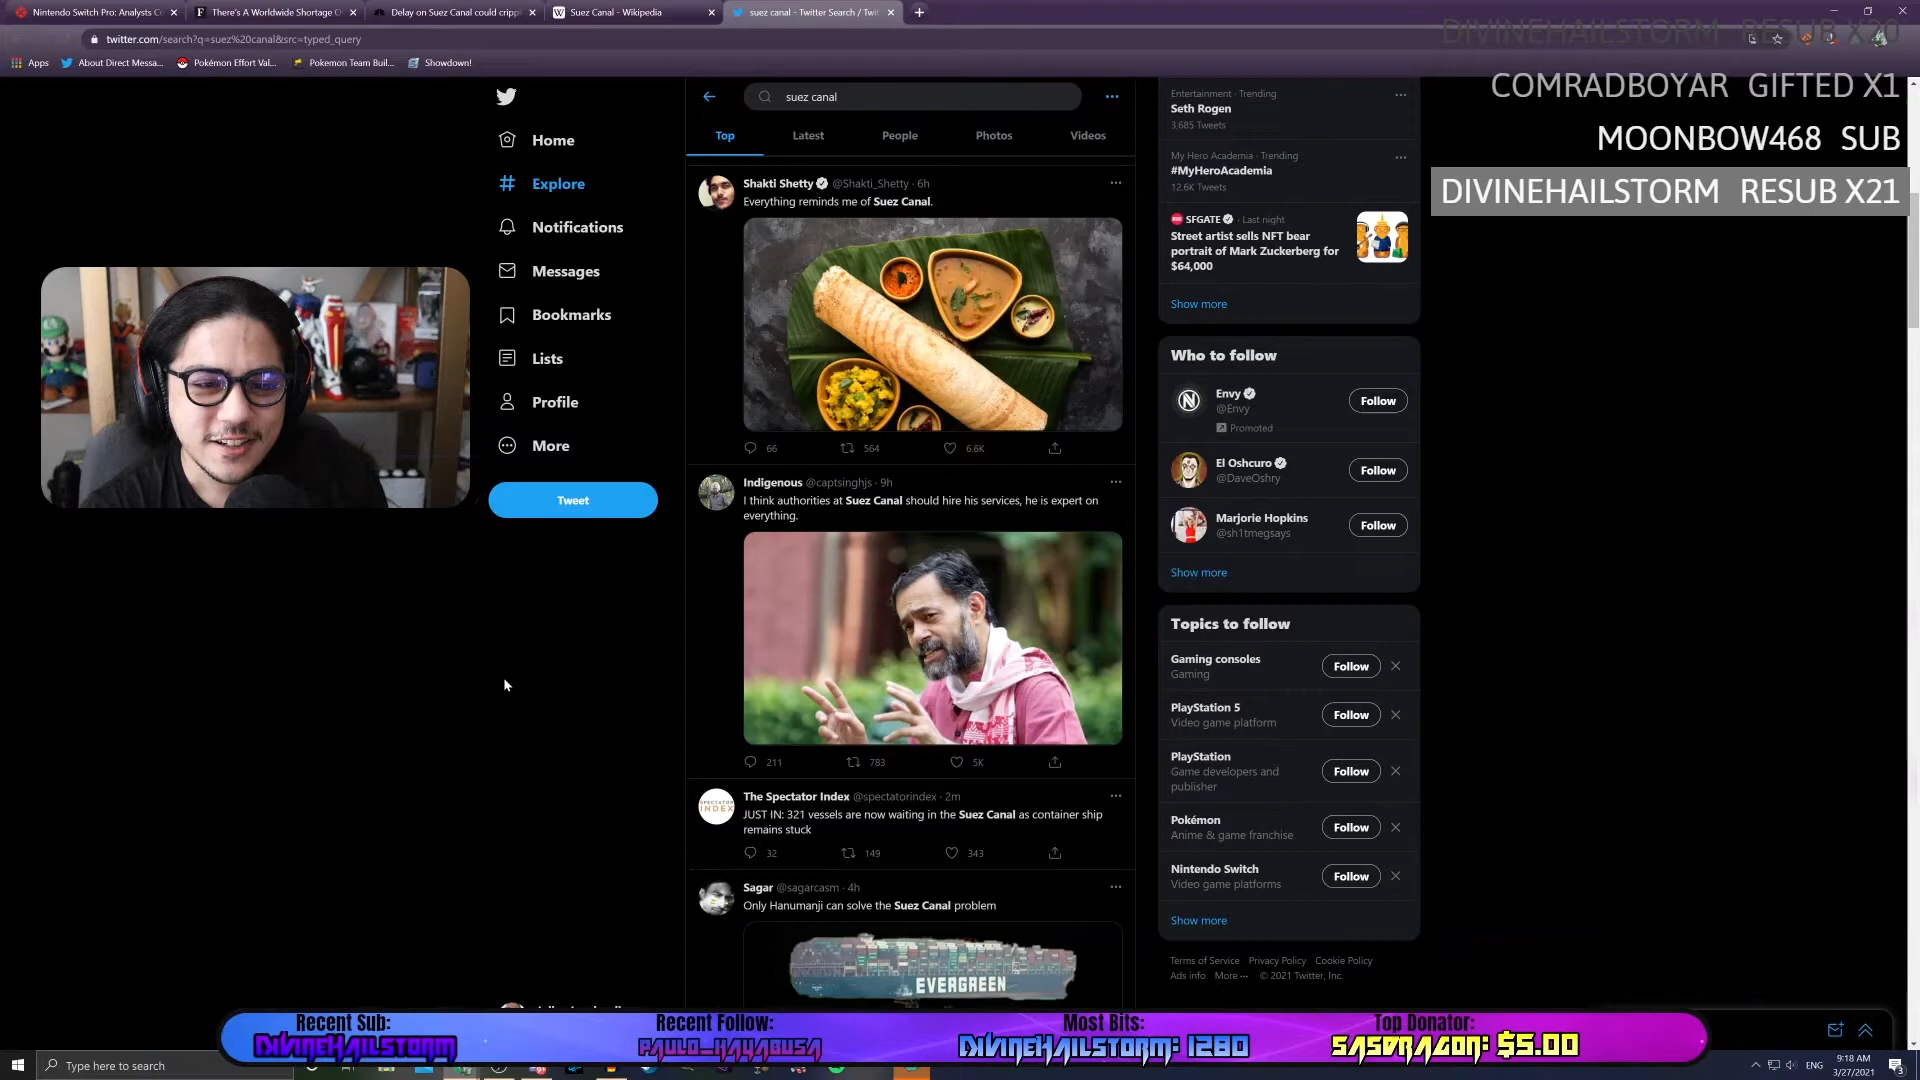 Nintendo Switch Pro: Analysts C
There's A Worldwide Shortage O
Delay on Suez Canal could crippl
Suez Canal - Wikipedia
suez canal - Twitter Search / Twit
twitter.com/search?q=suez%20canal&src=typed_query
Apps
About Direct Messa...
Pokémon Effort Val...
Pokemon Team Buil...
Showdown!
DIVINEHAILSTORM RESUB X20
COMRADBOYAR GIFTED X1
MOONBOW468 SUB
DIVINEHAILSTORM RESUB X21
Home
Explore
Notifications
Messages
Bookmarks
Lists
Profile
More
Tweet
suez canal
Top
Latest
People
Photos
Videos
Shakti Shetty @Shakti_Shetty · 6h
Everything reminds me of Suez Canal.
66
564
6.6K
Indigenous @captsinghjs · 9h
I think authorities at Suez Canal should hire his services, he is expert on
everything.
211
783
5K
The Spectator Index @spectatorindex · 2m
JUST IN: 321 vessels are now waiting in the Suez Canal as container ship
remains stuck
32
149
343
Sagar @sagarcasm · 4h
Only Hanumanji can solve the Suez Canal problem
EVERGREEN
Entertainment · Trending
Seth Rogen
3,685 Tweets
My Hero Academia · Trending
#MyHeroAcademia
12.6K Tweets
SFGATE · Last night
Street artist sells NFT bear
portrait of Mark Zuckerberg for
$64,000
Show more
Who to follow
Envy
@Envy
Promoted
Follow
El Oshcuro
@DaveOshry
Follow
Marjorie Hopkins
@sh1tmegsays
Follow
Show more
Topics to follow
Gaming consoles
Gaming
Follow
PlayStation 5
Video game platform
Follow
PlayStation
Game developers and
publisher
Follow
Pokémon
Anime & game franchise
Follow
Nintendo Switch
Video game platforms
Follow
Show more
Terms of Service Privacy Policy Cookie Policy
Ads info More ··· © 2021 Twitter, Inc.
Recent Sub:
DivineHailstorm
Recent Follow:
PAULO_HAYABUSA
Most Bits:
DivineHailstorm: 1280
Top Donator:
SASDRAGON: $5.00
Type here to search
ENG
9:18 AM
3/27/2021